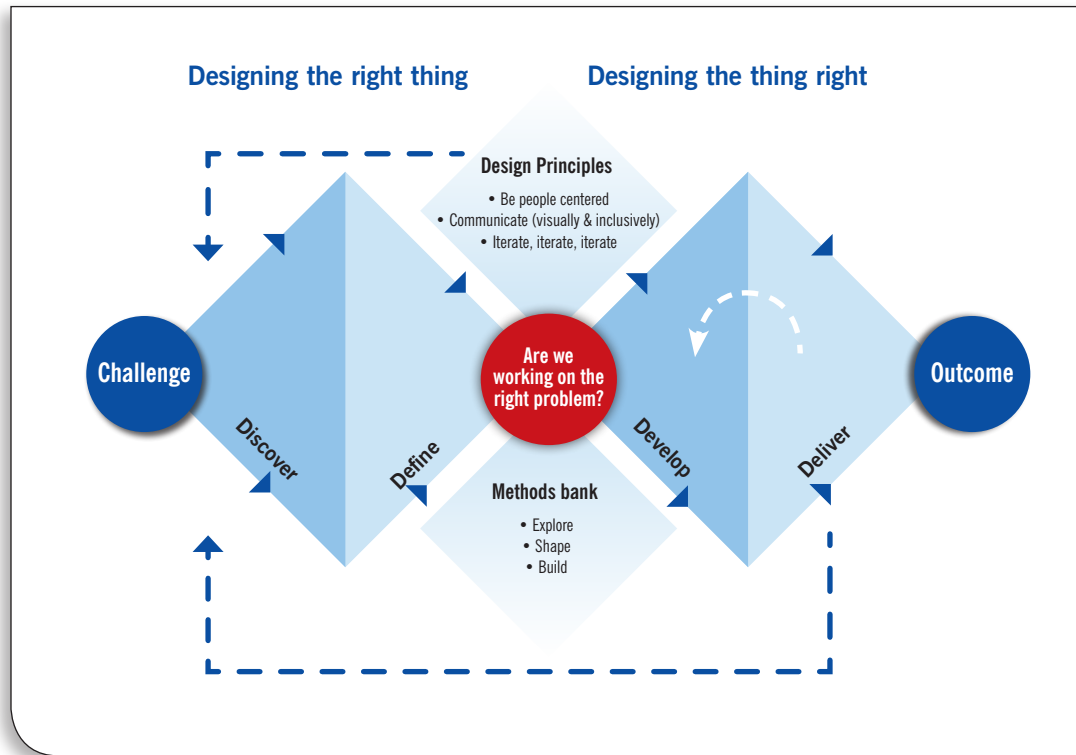 Designing the right thing
Designing the thing right
Design Principles
• Be people centered
• Communicate (visually & inclusively)
• Iterate, iterate, iterate
Challenge
Are we
working on the
right problem?
Outcome
Discover
Define
Develop
Deliver
Methods bank
• Explore
• Shape
• Build